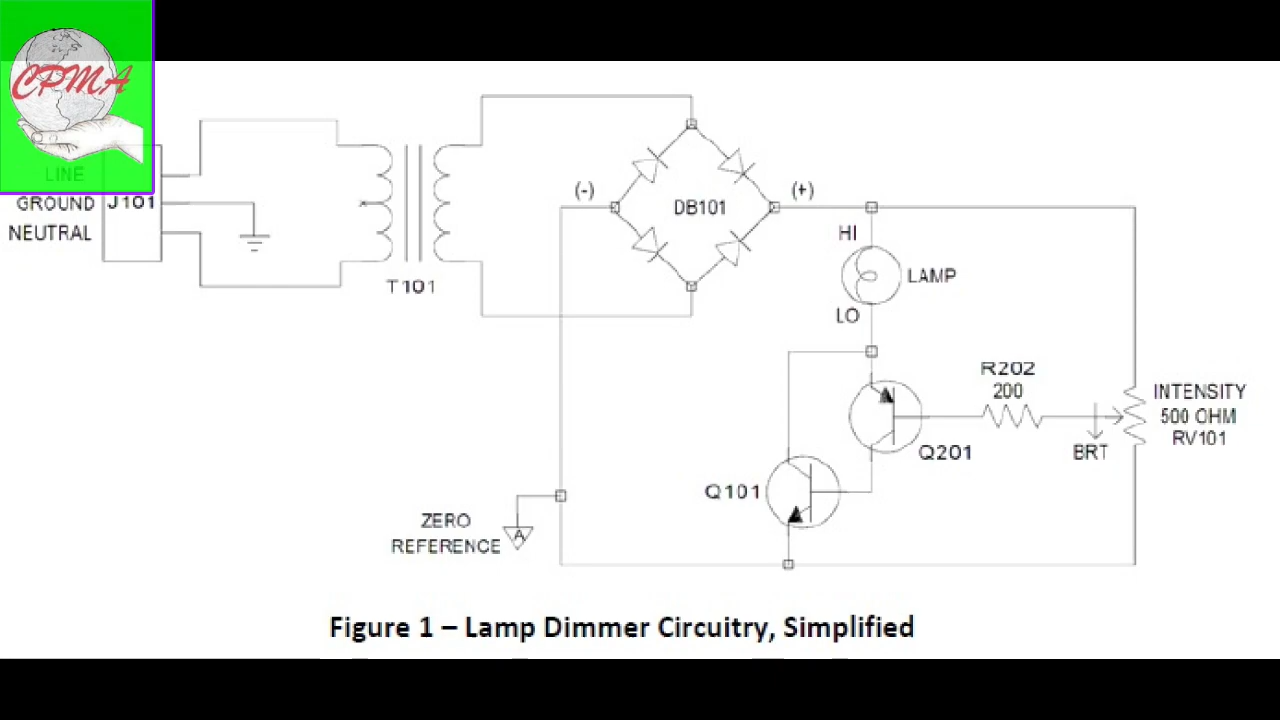 CPMA
LINE
GROUND
J101
NEUTRAL
T101
(-)
DB101
(+)
HI
LAMP
LO
R202
200
INTENSITY
500 OHM
RV101
BRT
Q201
Q101
ZERO
REFERENCE
A
Figure 1 – Lamp Dimmer Circuitry, Simplified